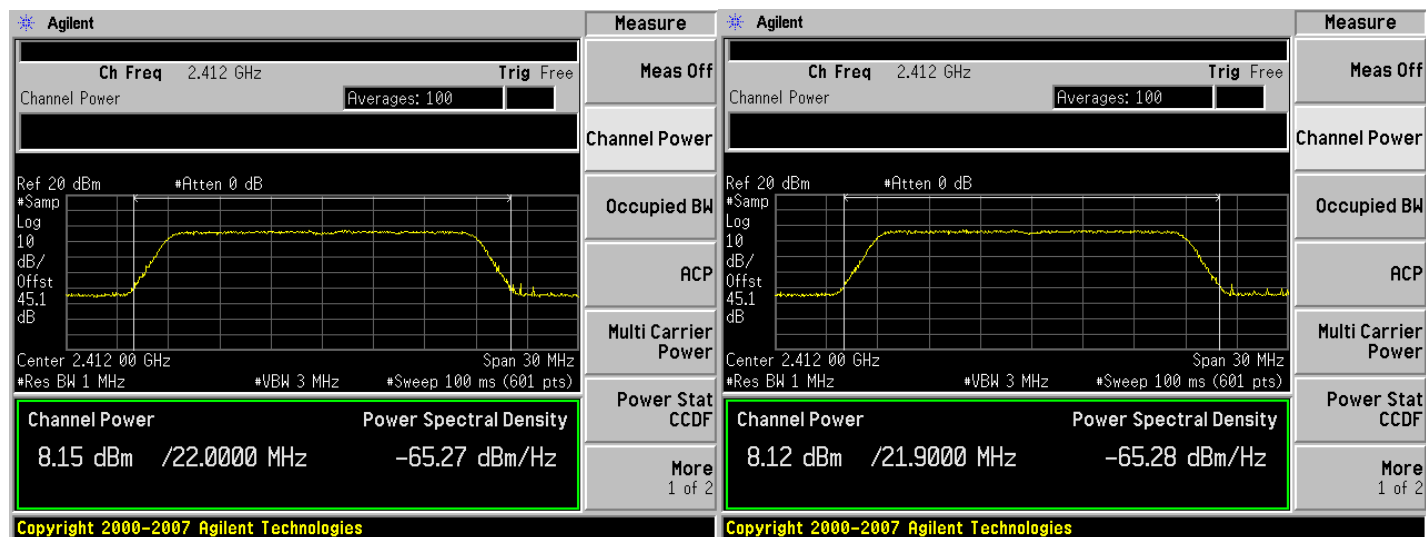 Agilent
Measure
Ch Freq 2.412 GHz
Trig Free
Meas Off
Channel Power
Averages: 100
Channel Power
Ref 20 dBm
#Atten 0 dB
#Samp
Log
10
dB/
Offst
45.1
dB
Occupied BW
ACP
Center 2.412 00 GHz
Span 30 MHz
Multi Carrier
Power
#Res BW 1 MHz
#VBW 3 MHz
#Sweep 100 ms (601 pts)
Channel Power
Power Spectral Density
Power Stat
CCDF
8.15 dBm /22.0000 MHz
-65.27 dBm/Hz
More
1 of 2
Copyright 2000-2007 Agilent Technologies
Agilent
Measure
Ch Freq 2.412 GHz
Trig Free
Meas Off
Channel Power
Averages: 100
Channel Power
Ref 20 dBm
#Atten 0 dB
#Samp
Log
10
dB/
Offst
45.1
dB
Occupied BW
ACP
Center 2.412 00 GHz
Span 30 MHz
Multi Carrier
Power
#Res BW 1 MHz
#VBW 3 MHz
#Sweep 100 ms (601 pts)
Channel Power
Power Spectral Density
Power Stat
CCDF
8.12 dBm /21.9000 MHz
-65.28 dBm/Hz
More
1 of 2
Copyright 2000-2007 Agilent Technologies